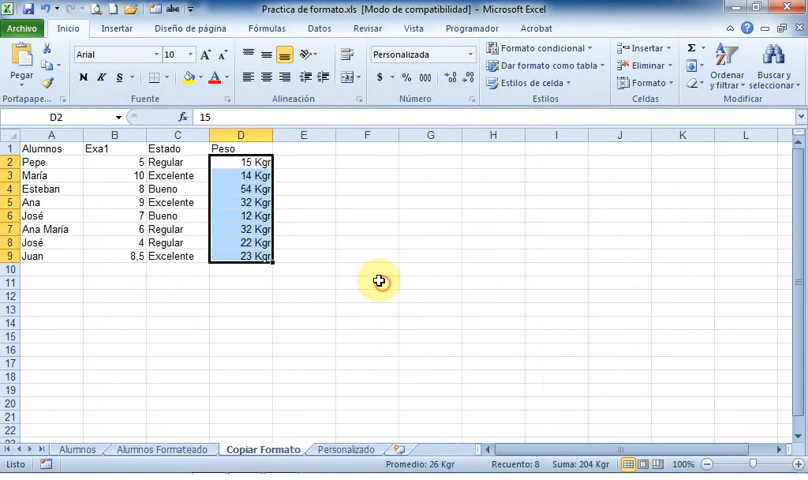 Practica de formato.xls [Modo de compatibilidad] - Microsoft Excel
Archivo Inicio Insertar Diseño de página Fórmulas Datos Revisar Vista Programador Acrobat
Pegar
Arial 10
N K S
Personalizada
$ % 000
Formato condicional
Dar formato como tabla
Estilos de celda
Insertar
Eliminar
Formato
Ordenar y filtrar
Buscar y seleccionar
Portapape... Fuente Alineación Número Estilos Celdas Modificar
D2 fx 15
A B C D E F G H I J K L
1 Alumnos Exa1 Estado Peso
2 Pepe 5 Regular 15 Kgr
3 María 10 Excelente 14 Kgr
4 Esteban 8 Bueno 54 Kgr
5 Ana 9 Excelente 32 Kgr
6 José 7 Bueno 12 Kgr
7 Ana María 6 Regular 32 Kgr
8 José 4 Regular 22 Kgr
9 Juan 8,5 Excelente 23 Kgr
10
11
12
13
14
15
16
17
18
19
20
21
22
Alumnos Alumnos Formateado Copiar Formato Personalizado
Listo Promedio: 26 Kgr Recuento: 8 Suma: 204 Kgr 100%